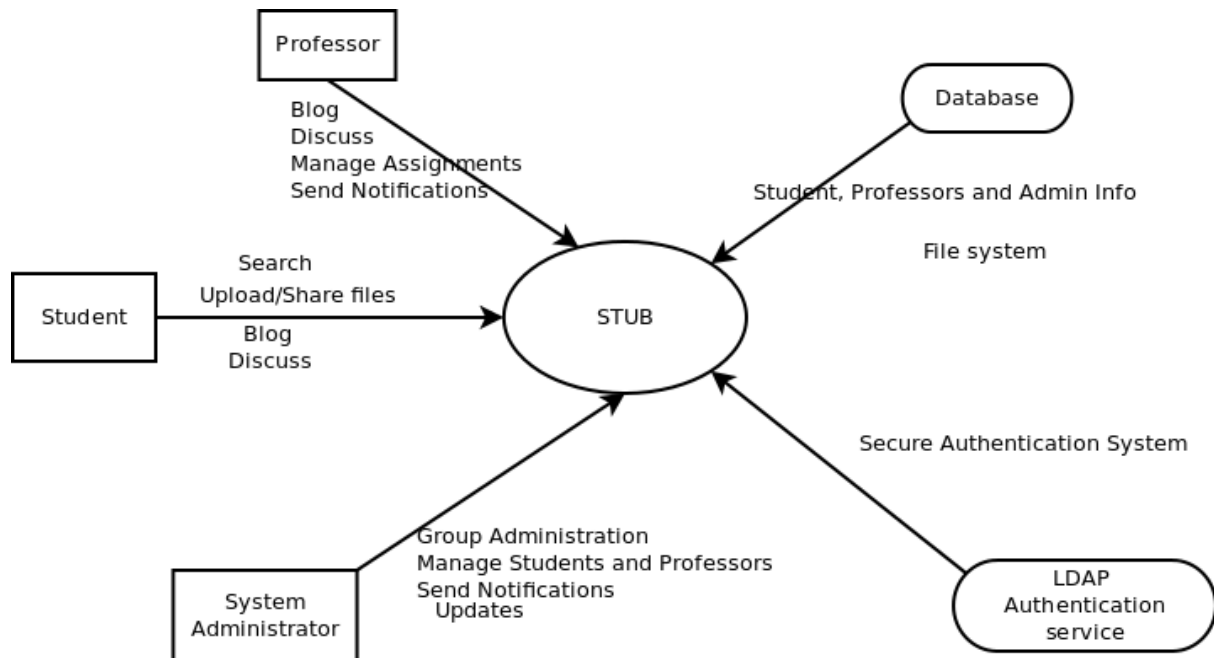 Professor
Blog
Discuss
Manage Assignments
Send Notifications
Database
Student, Professors and Admin Info
File system
Student
Search
Upload/Share files
Blog
Discuss
STUB
Secure Authentication System
System
Administrator
Group Administration
Manage Students and Professors
Send Notifications
Updates
LDAP
Authentication
service